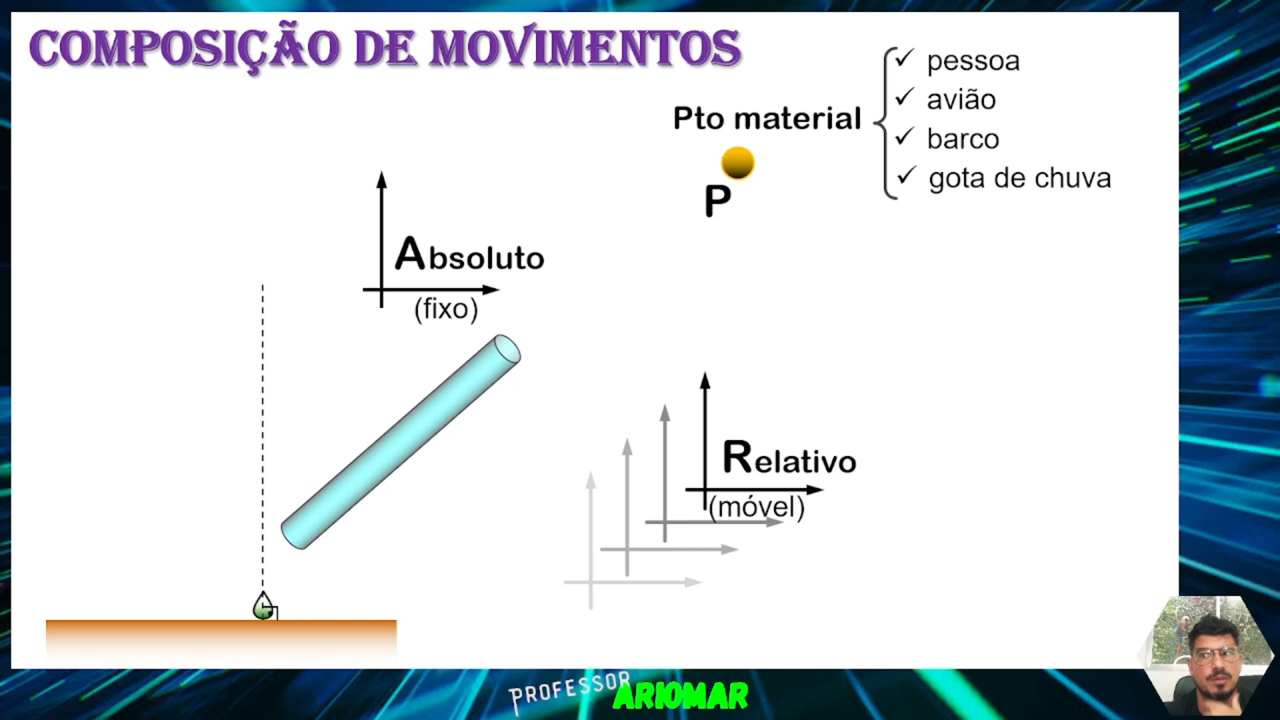 COMPOSIÇÃO DE MOVIMENTOS
Pto material
✓ pessoa
✓ avião
✓ barco
✓ gota de chuva
P
Absoluto
(fixo)
Relativo
(móvel)
PROFESSOR
ARIOMAR